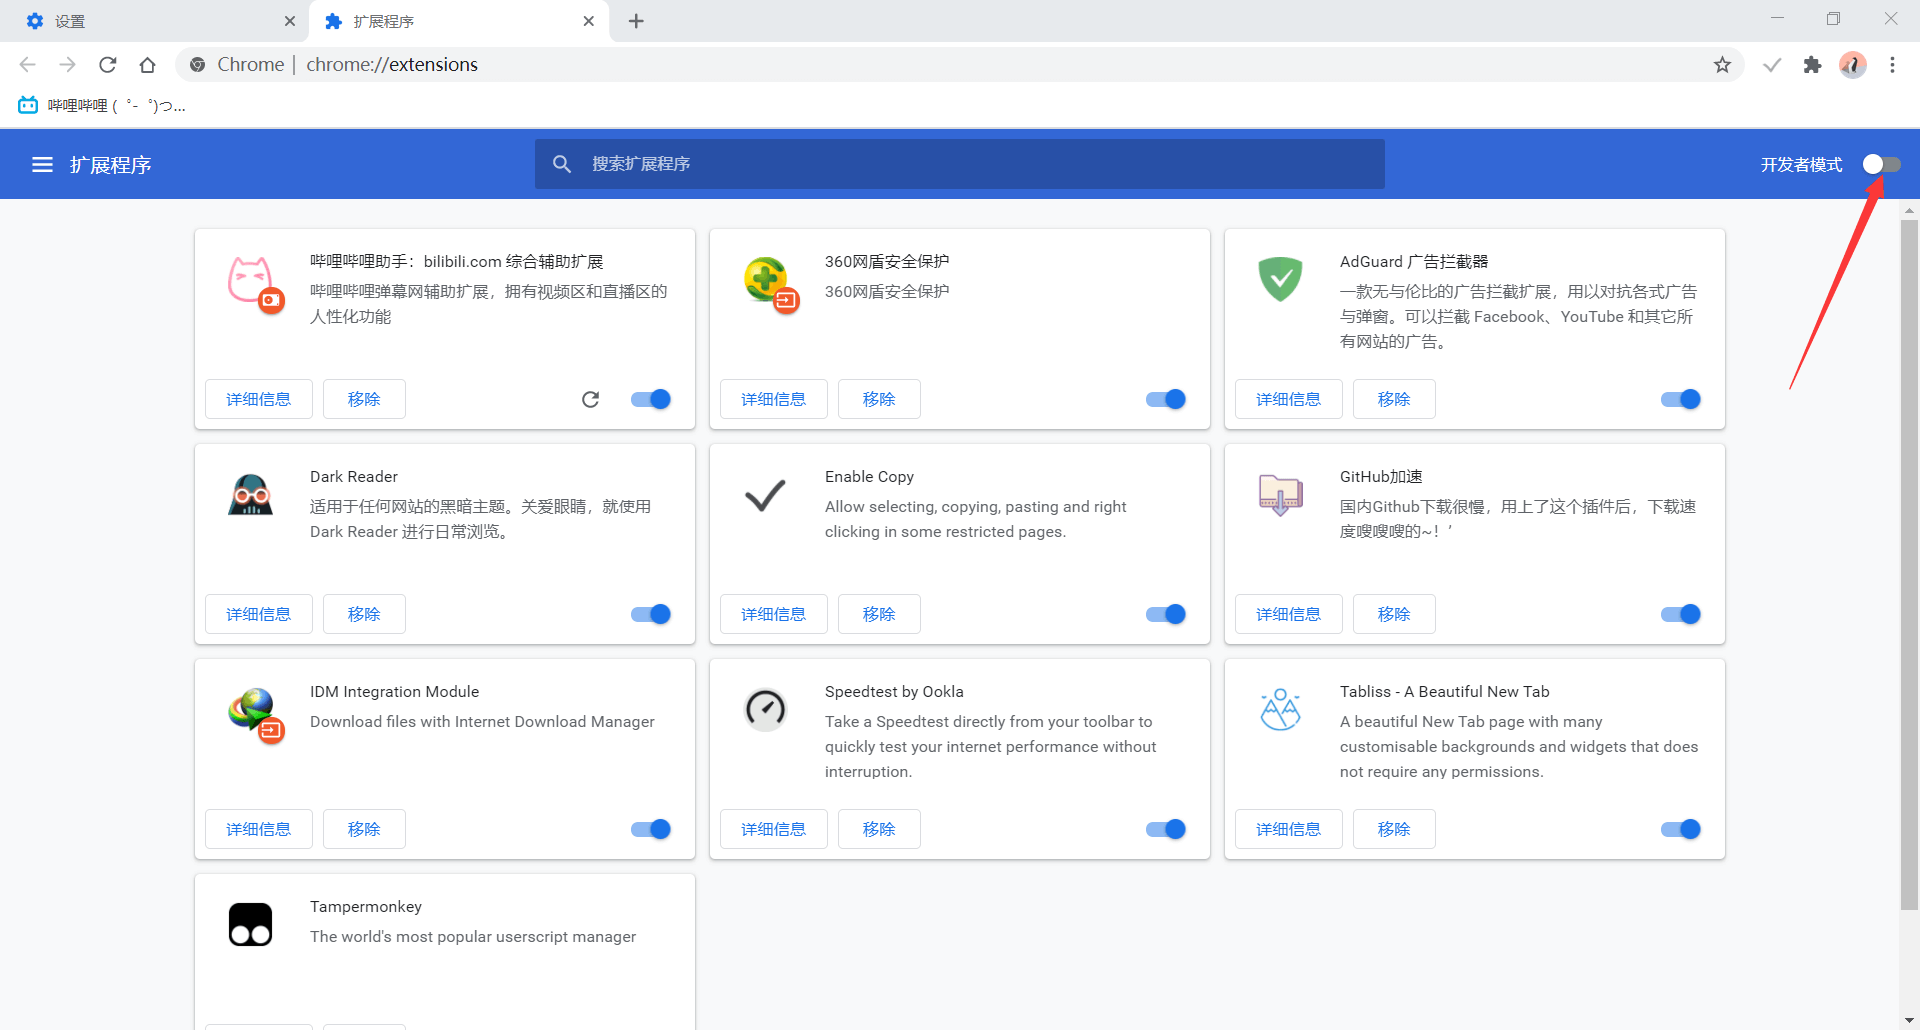 设置
扩展程序
Chrome | chrome://extensions
哔哩哔哩 ( ゜- ゜)つ...
扩展程序
搜索扩展程序
开发者模式
哔哩哔哩助手：bilibili.com 综合辅助扩展
哔哩哔哩弹幕网辅助扩展，拥有视频区和直播区的
人性化功能
详细信息
移除
360网盾安全保护
360网盾安全保护
详细信息
移除
AdGuard 广告拦截器
一款无与伦比的广告拦截扩展，用以对抗各式广告
与弹窗。可以拦截 Facebook、YouTube 和其它所
有网站的广告。
详细信息
移除
Dark Reader
适用于任何网站的黑暗主题。关爱眼睛，就使用
Dark Reader 进行日常浏览。
详细信息
移除
Enable Copy
Allow selecting, copying, pasting and right
clicking in some restricted pages.
详细信息
移除
GitHub加速
国内Github下载很慢，用上了这个插件后，下载速
度嗖嗖嗖的~！'
详细信息
移除
IDM Integration Module
Download files with Internet Download Manager
详细信息
移除
Speedtest by Ookla
Take a Speedtest directly from your toolbar to
quickly test your internet performance without
interruption.
详细信息
移除
Tabliss - A Beautiful New Tab
A beautiful New Tab page with many
customisable backgrounds and widgets that does
not require any permissions.
详细信息
移除
Tampermonkey
The world's most popular userscript manager